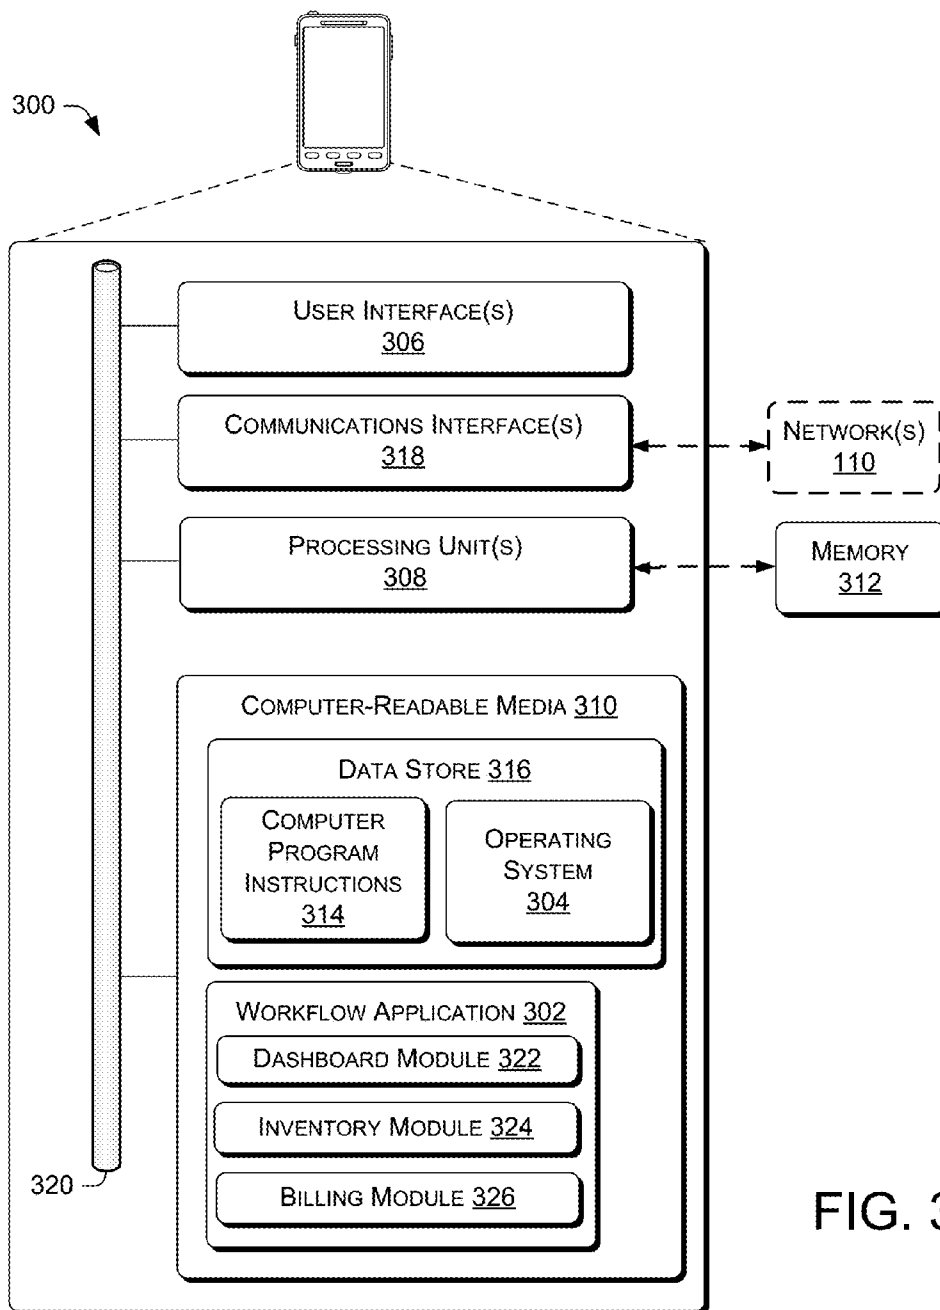 300
USER INTERFACE(S)
306
COMMUNICATIONS INTERFACE(S)
318
NETWORK(S)
110
PROCESSING UNIT(S)
308
MEMORY
312
COMPUTER-READABLE MEDIA 310
DATA STORE 316
COMPUTER
PROGRAM
INSTRUCTIONS
314
OPERATING
SYSTEM
304
WORKFLOW APPLICATION 302
DASHBOARD MODULE 322
INVENTORY MODULE 324
BILLING MODULE 326
320
FIG. 3